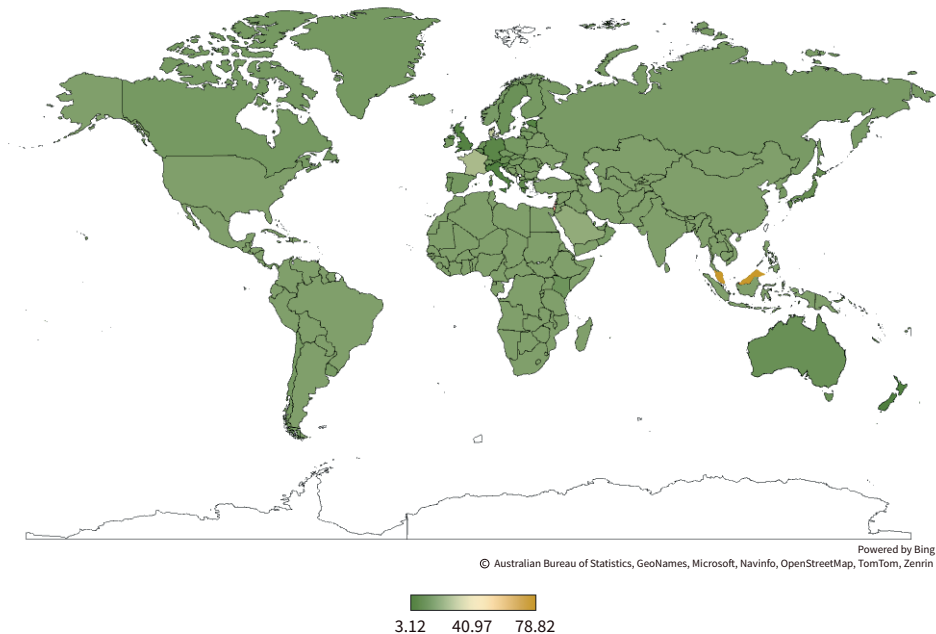 Powered by Bing
© Australian Bureau of Statistics, GeoNames, Microsoft, Navinfo, OpenStreetMap, TomTom, Zenrin
3.12 40.97 78.82